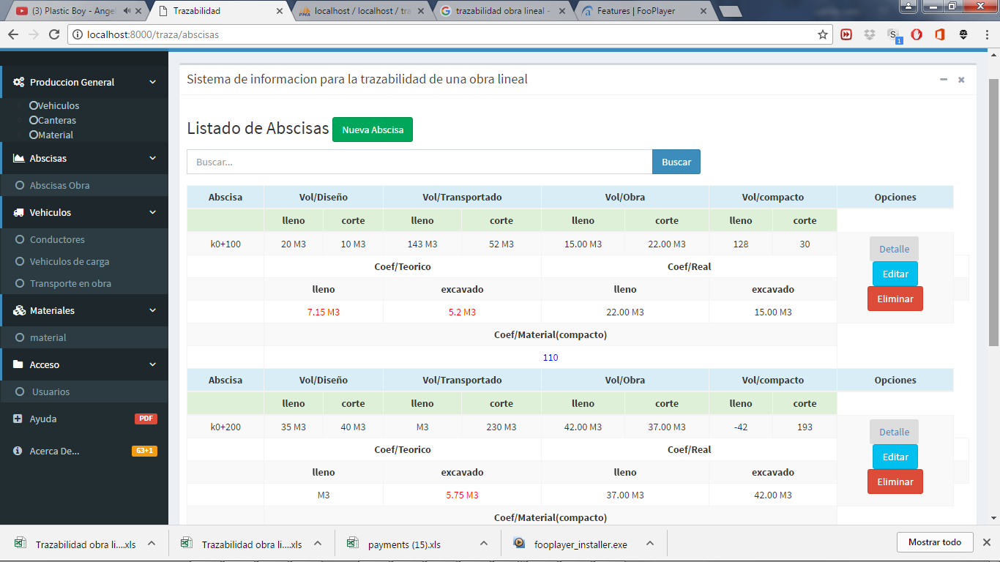 (3) Plastic Boy - Angel
Trazabilidad
localhost / localhost / tra
trazabilidad obra lineal -
Features | FooPlayer
localhost:8000/traza/abscisas
1
Produccion General
Vehiculos
Canteras
Material
Abscisas
Abscisas Obra
Vehiculos
Conductores
Vehiculos de carga
Transporte en obra
Materiales
material
Acceso
Usuarios
Ayuda PDF
Acerca De... 63+1
Sistema de informacion para la trazabilidad de una obra lineal
Listado de Abscisas Nueva Abscisa
Buscar... Buscar
Abscisa Vol/Diseño Vol/Transportado Vol/Obra Vol/compacto Opciones
lleno corte lleno corte lleno corte lleno corte
k0+100 20 M3 10 M3 143 M3 52 M3 15.00 M3 22.00 M3 128 30
Detalle
Editar
Eliminar
Coef/Teorico Coef/Real
lleno excavado lleno excavado
7.15 M3 5.2 M3 22.00 M3 15.00 M3
Coef/Material(compacto)
110
Abscisa Vol/Diseño Vol/Transportado Vol/Obra Vol/compacto Opciones
lleno corte lleno corte lleno corte lleno corte
k0+200 35 M3 40 M3 M3 230 M3 42.00 M3 37.00 M3 -42 193
Detalle
Editar
Eliminar
Coef/Teorico Coef/Real
lleno excavado lleno excavado
M3 5.75 M3 37.00 M3 42.00 M3
Coef/Material(compacto)
Trazabilidad obra li....xls
Trazabilidad obra li....xls
payments (15).xls
fooplayer_installer.exe
Mostrar todo